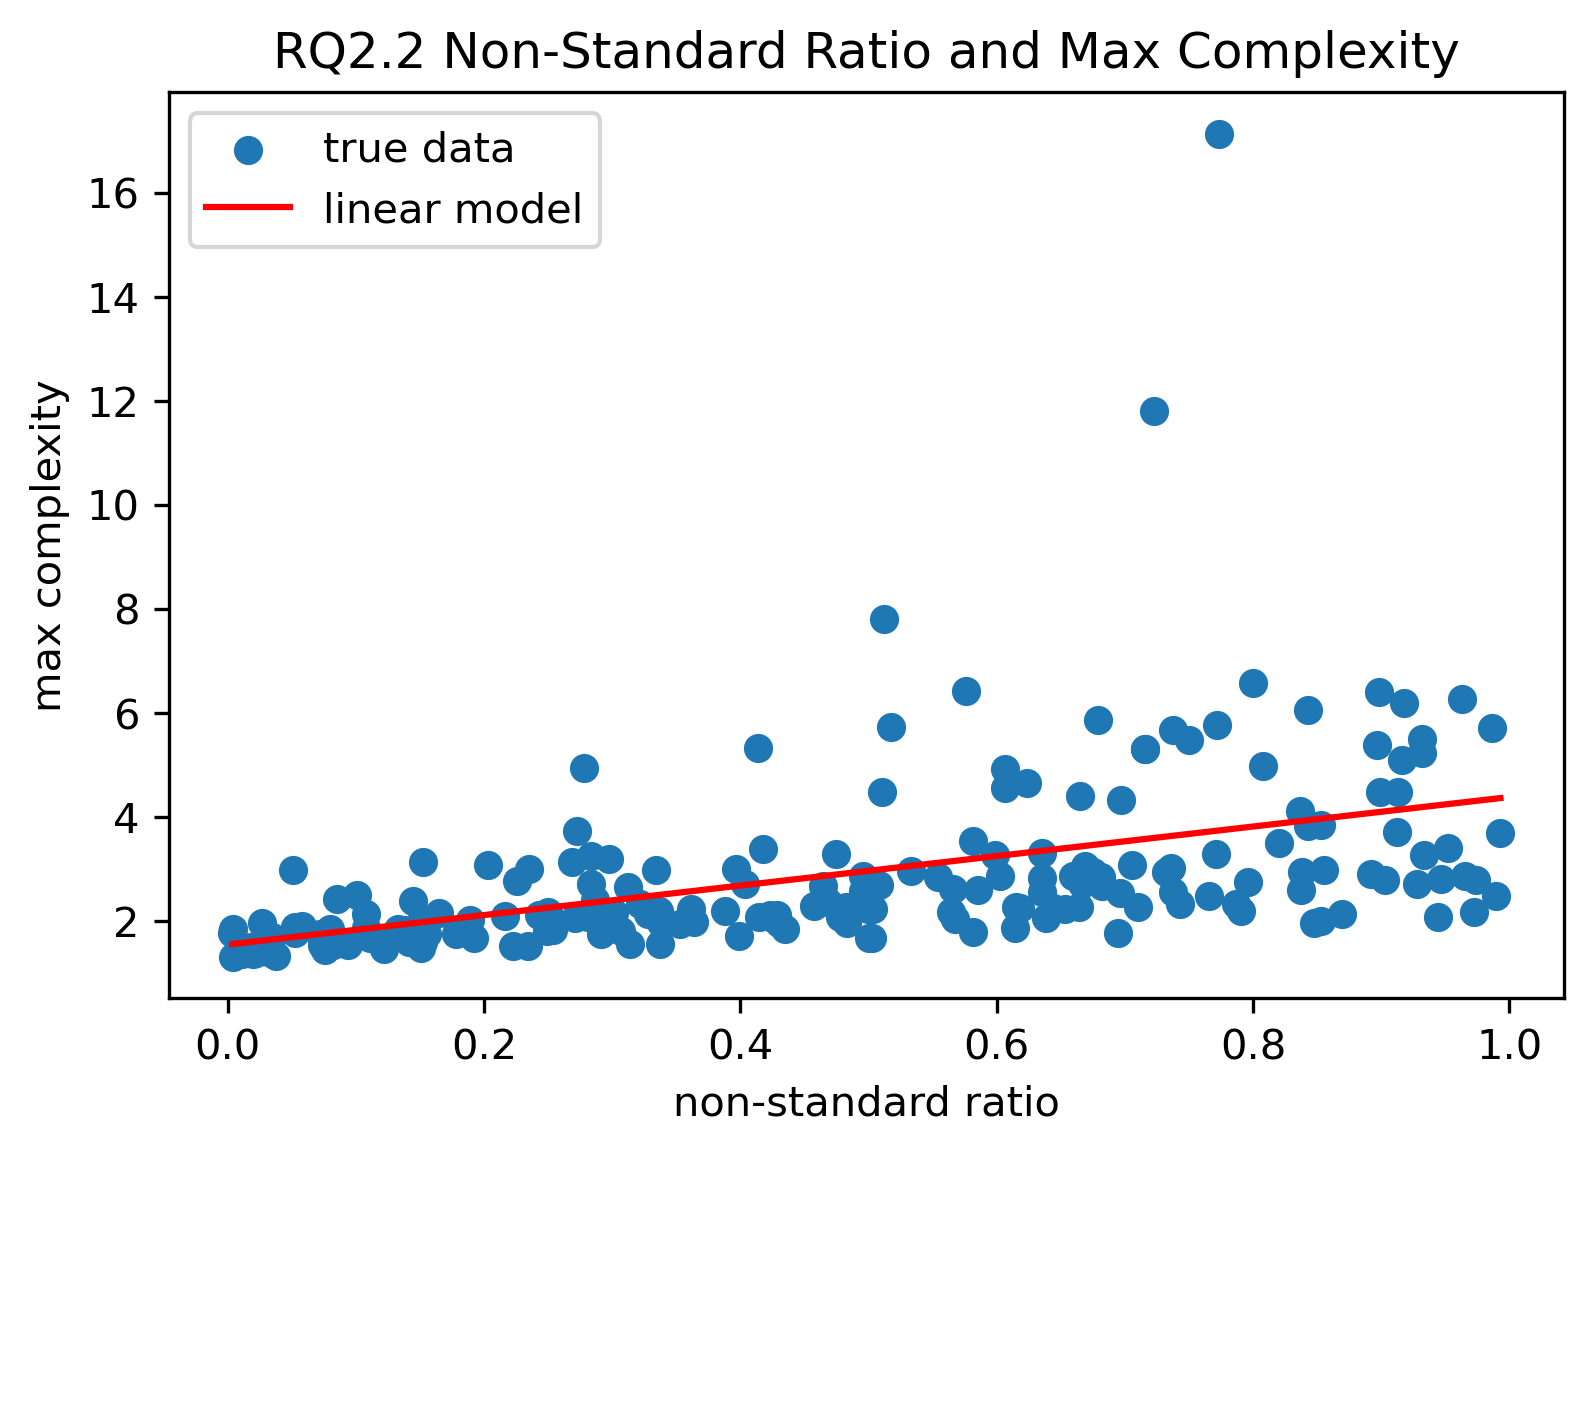 RQ2.2 Non-Standard Ratio and Max Complexity
true data
linear model
16
14
12
10
8
6
4
2
max complexity
0.0 0.2 0.4 0.6 0.8 1.0
non-standard ratio